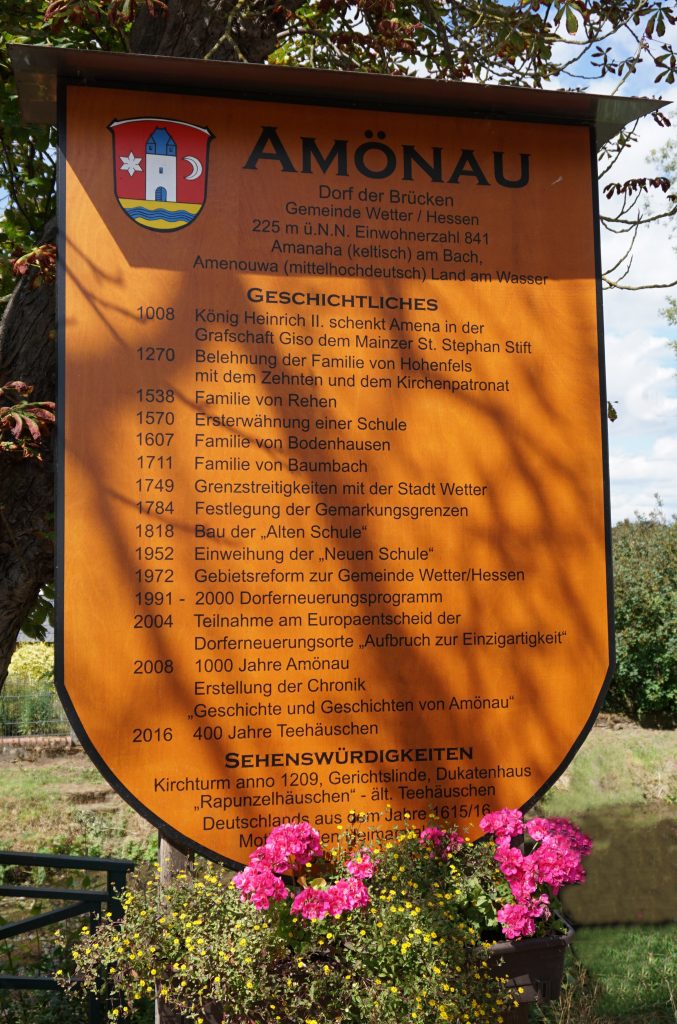 AMÖNAU
Dorf der Brücken
Gemeinde Wetter / Hessen
225 m ü.N.N. Einwohnerzahl 841
Amanaha (keltisch) am Bach,
Amenouwa (mittelhochdeutsch) Land am Wasser
GESCHICHTLICHES
1008 König Heinrich II. schenkt Amena in der
Grafschaft Giso dem Mainzer St. Stephan Stift
1270 Belehnung der Familie von Hohenfels
mit dem Zehnten und dem Kirchenpatronat
1538 Familie von Rehen
1570 Ersterwähnung einer Schule
1607 Familie von Bodenhausen
1711 Familie von Baumbach
1749 Grenzstreitigkeiten mit der Stadt Wetter
1784 Festlegung der Gemarkungsgrenzen
1818 Bau der „Alten Schule“
1952 Einweihung der „Neuen Schule“
1972 Gebietsreform zur Gemeinde Wetter/Hessen
1991 - 2000 Dorferneuerungsprogramm
2004 Teilnahme am Europaentscheid der
Dorferneuerungsorte „Aufbruch zur Einzigartigkeit“
2008 1000 Jahre Amönau
Erstellung der Chronik
„Geschichte und Geschichten von Amönau“
2016 400 Jahre Teehäuschen
SEHENSWÜRDIGKEITEN
Kirchturm anno 1209, Gerichtslinde, Dukatenhaus
„Rapunzelhäuschen“ - ält. Teehäuschen
Deutschlands aus dem Jahre 1615/16